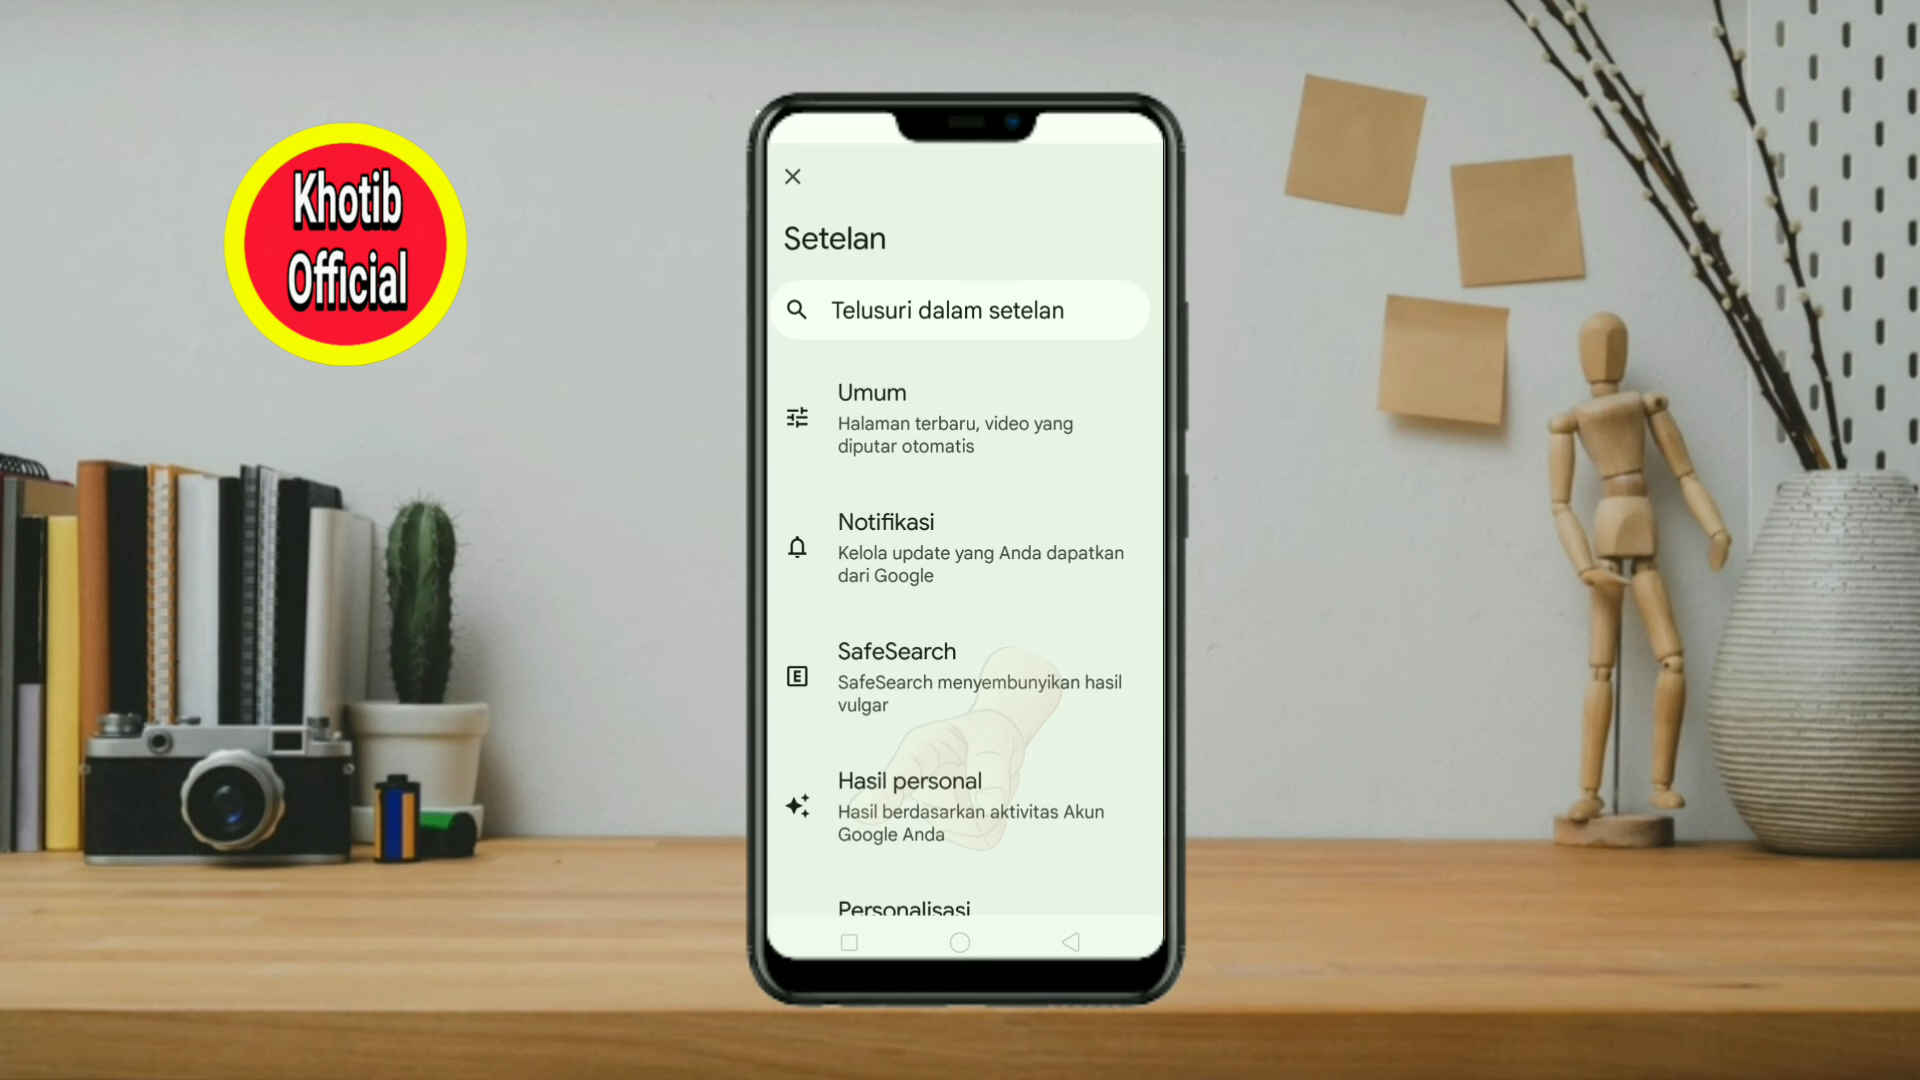 Khotib
Official
Setelan
Telusuri dalam setelan
Umum
Halaman terbaru, video yang
diputar otomatis
Notifikasi
Kelola update yang Anda dapatkan
dari Google
SafeSearch
SafeSearch menyembunyikan hasil
vulgar
Hasil personal
Hasil berdasarkan aktivitas Akun
Google Anda
Personalisasi